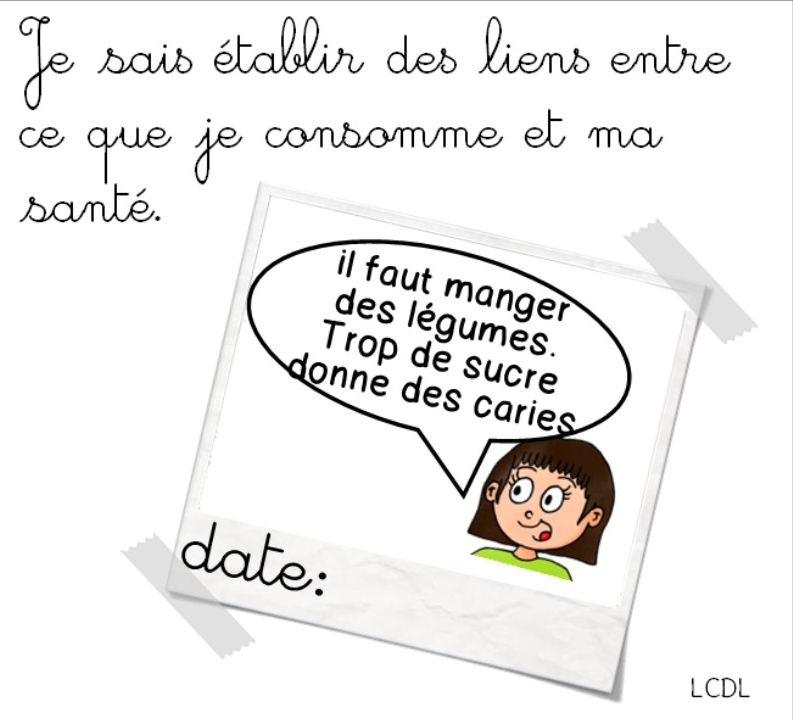 Je sais établir des liens entre
ce que je consomme et ma
santé.
il faut manger
des légumes.
Trop de sucre
donne des caries
date:
LCDL